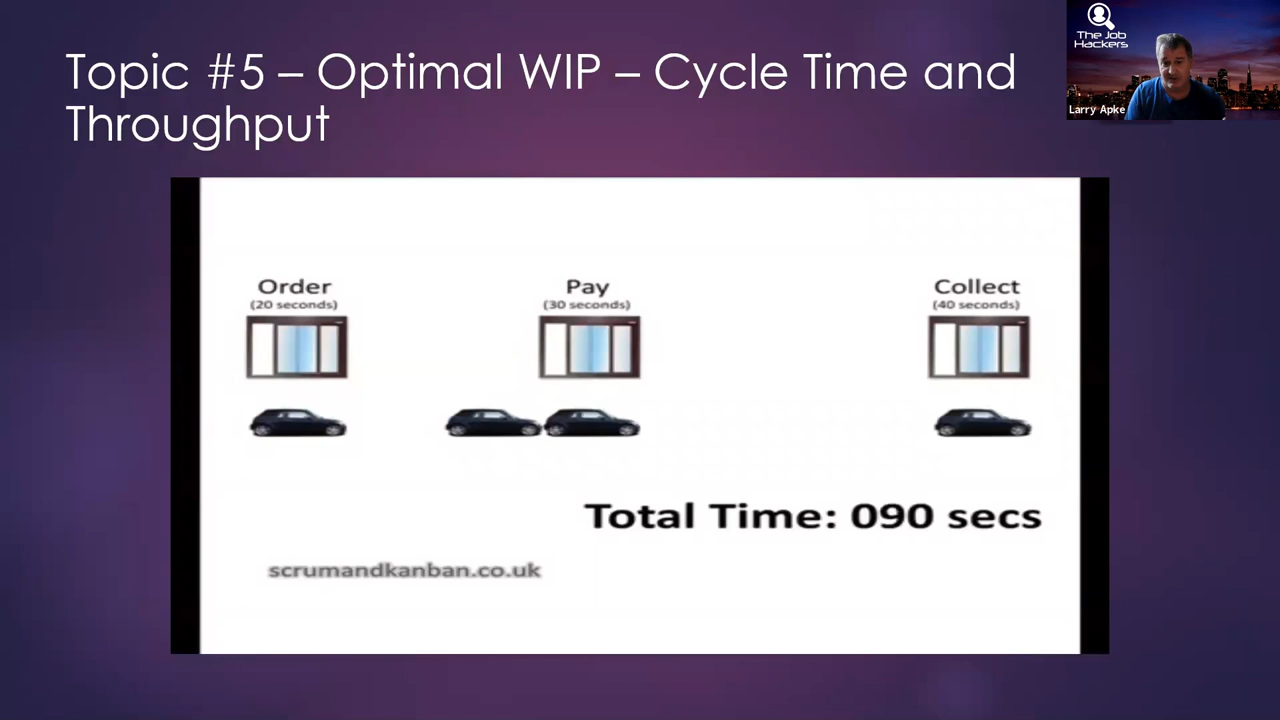 Topic #5 – Optimal WIP – Cycle Time and
Throughput
The Job
Hackers
Larry Apke
Order
(20 seconds)
Pay
(30 seconds)
Collect
(40 seconds)
Total Time: 090 secs
scrumandkanban.co.uk